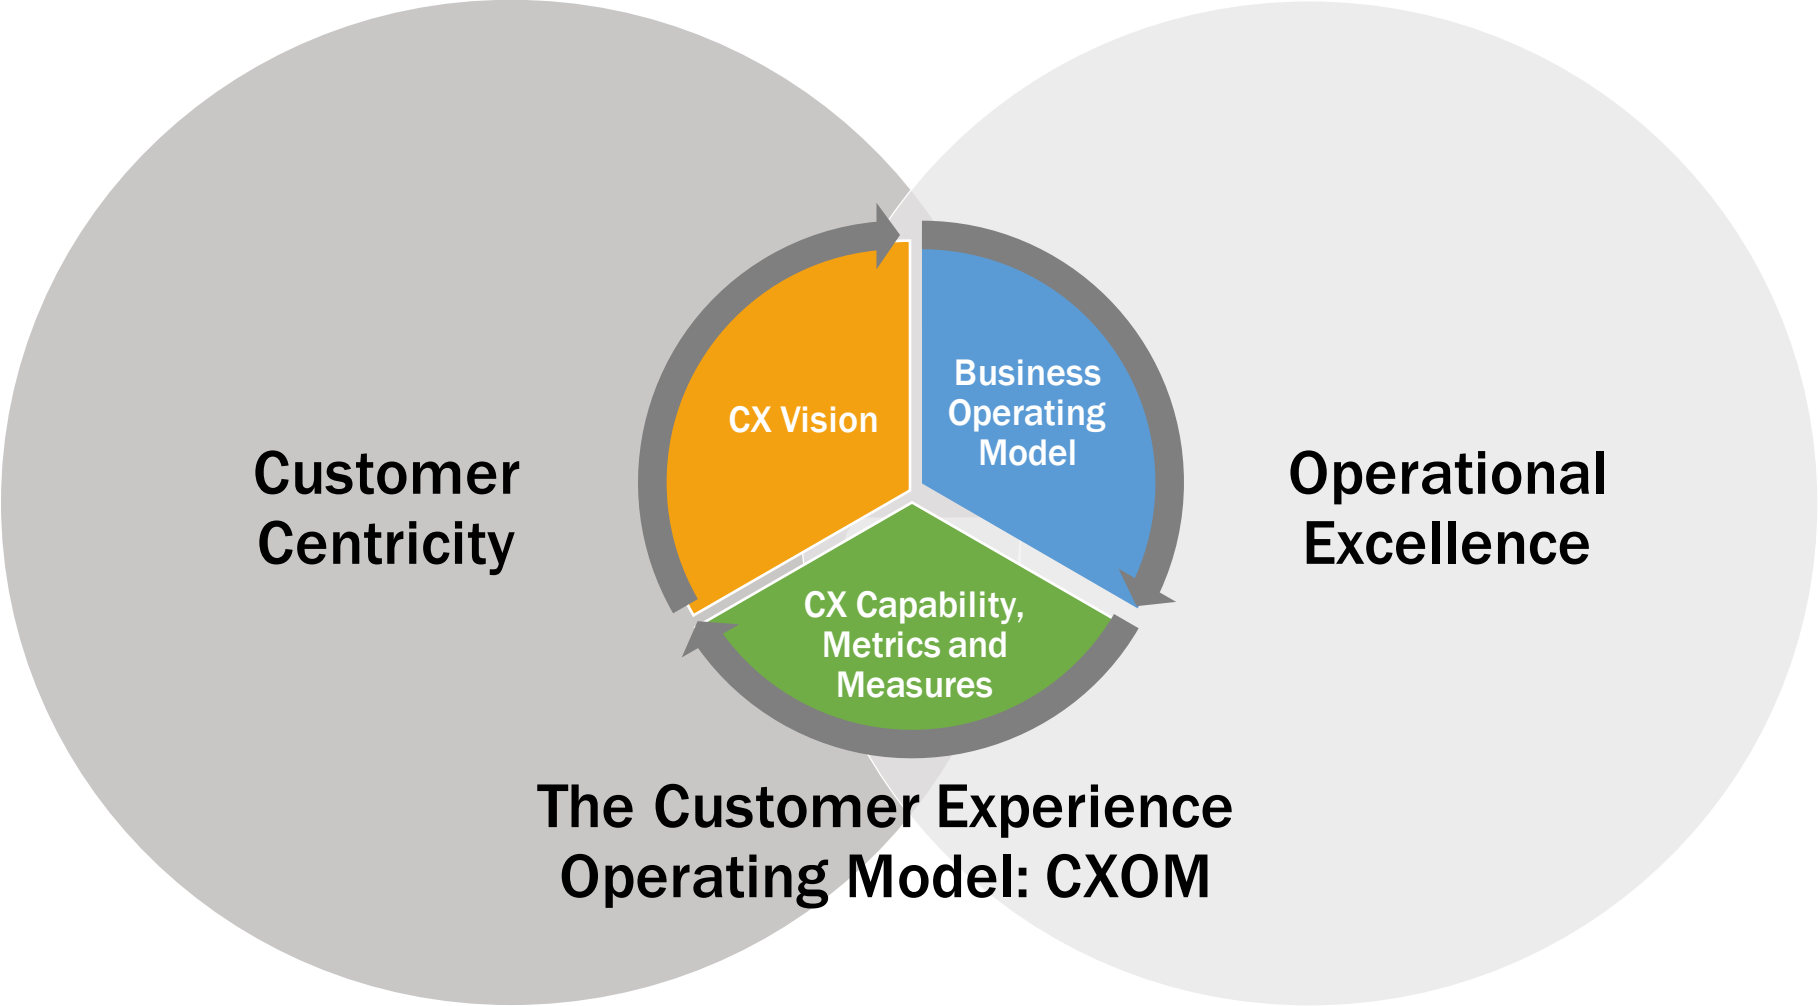 Customer
Centricity
CX Vision
Business
Operating
Model
CX Capability,
Metrics and
Measures
Operational
Excellence
The Customer Experience
Operating Model: CXOM